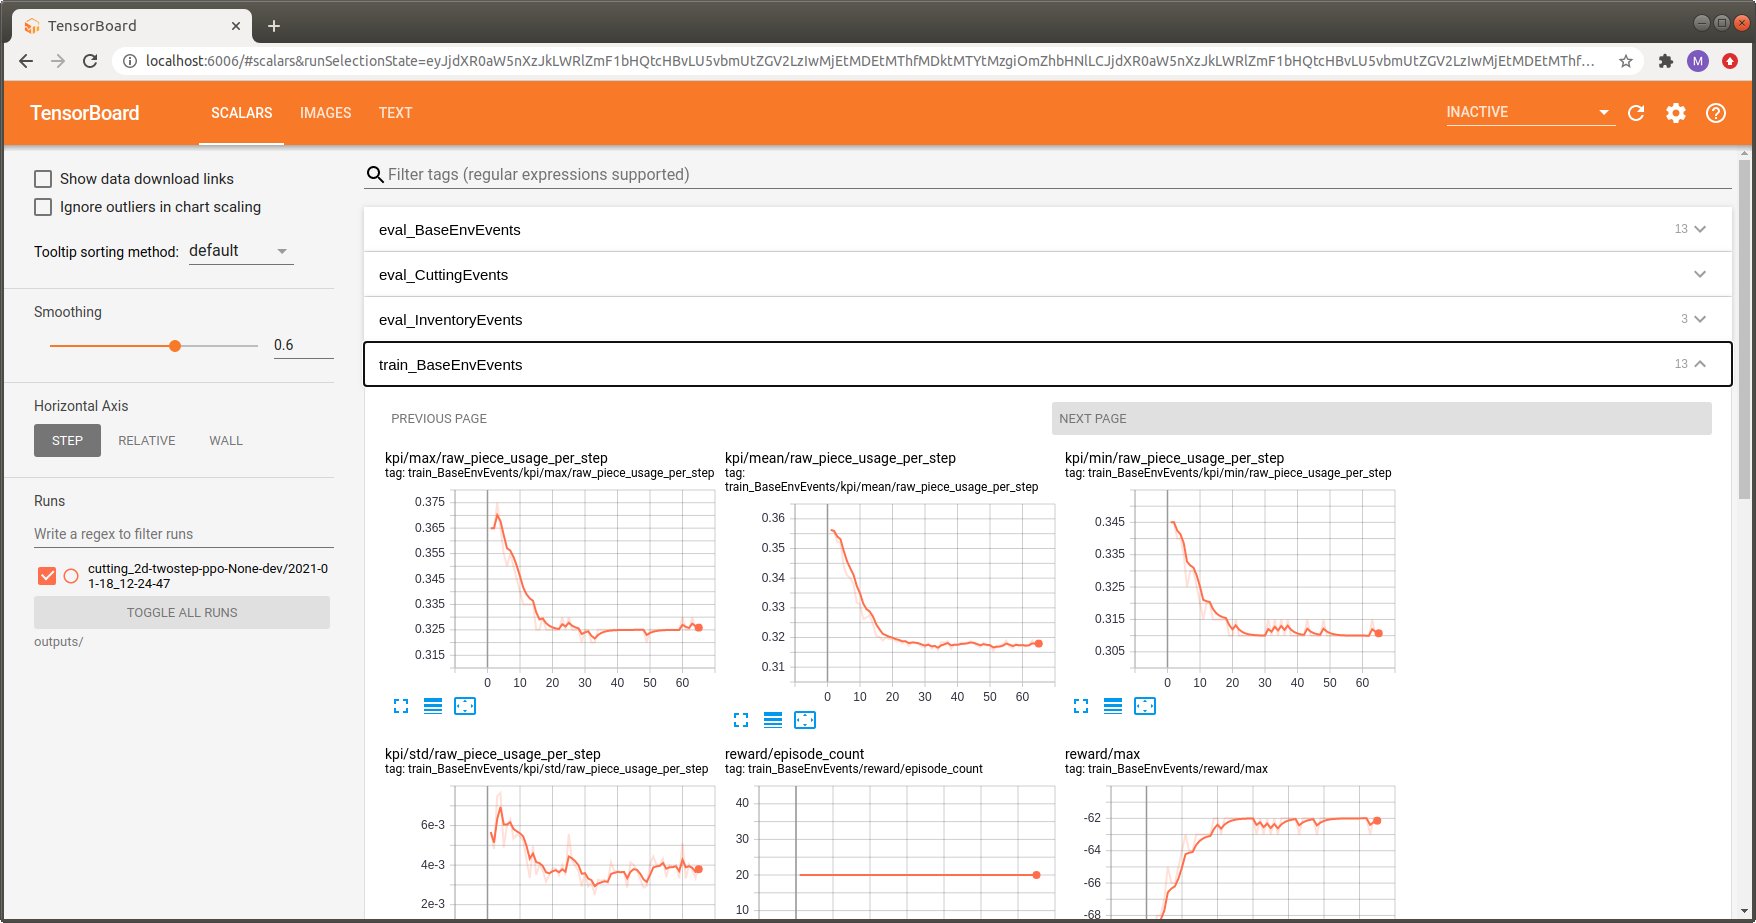 TensorBoard
localhost:6006/#scalars&runSelectionState=eyJjdXR0aW5nXzJkLWRlZmF1bHQtcHBvLU5vbmUtZGV2LzIwMjEtMDEtMThfMDktMTYtMzgiOmZhbHNlLCJjdXR0aW5nXzJkLWRlZmF1bHQtcHBvLU5vbmUtZGV2LzIwMjEtMDEtMThf...
M
TensorBoard
SCALARS
IMAGES
TEXT
INACTIVE
Show data download links
Ignore outliers in chart scaling
Tooltip sorting method: default
Smoothing
0.6
Horizontal Axis
STEP
RELATIVE
WALL
Runs
Write a regex to filter runs
cutting_2d-twostep-ppo-None-dev/2021-0
1-18_12-24-47
TOGGLE ALL RUNS
outputs/
Filter tags (regular expressions supported)
eval_BaseEnvEvents 13
eval_CuttingEvents
eval_InventoryEvents 3
train_BaseEnvEvents 13
PREVIOUS PAGE
NEXT PAGE
kpi/max/raw_piece_usage_per_step
tag: train_BaseEnvEvents/kpi/max/raw_piece_usage_per_step
0.375
0.365
0.355
0.345
0.335
0.325
0.315
0 10 20 30 40 50 60
kpi/mean/raw_piece_usage_per_step
tag:
train_BaseEnvEvents/kpi/mean/raw_piece_usage_per_step
0.36
0.35
0.34
0.33
0.32
0.31
0 10 20 30 40 50 60
kpi/min/raw_piece_usage_per_step
tag: train_BaseEnvEvents/kpi/min/raw_piece_usage_per_step
0.345
0.335
0.325
0.315
0.305
0 10 20 30 40 50 60
kpi/std/raw_piece_usage_per_step
tag: train_BaseEnvEvents/kpi/std/raw_piece_usage_per_step
6e-3
4e-3
2e-3
reward/episode_count
tag: train_BaseEnvEvents/reward/episode_count
40
30
20
10
reward/max
tag: train_BaseEnvEvents/reward/max
-62
-64
-66
-68